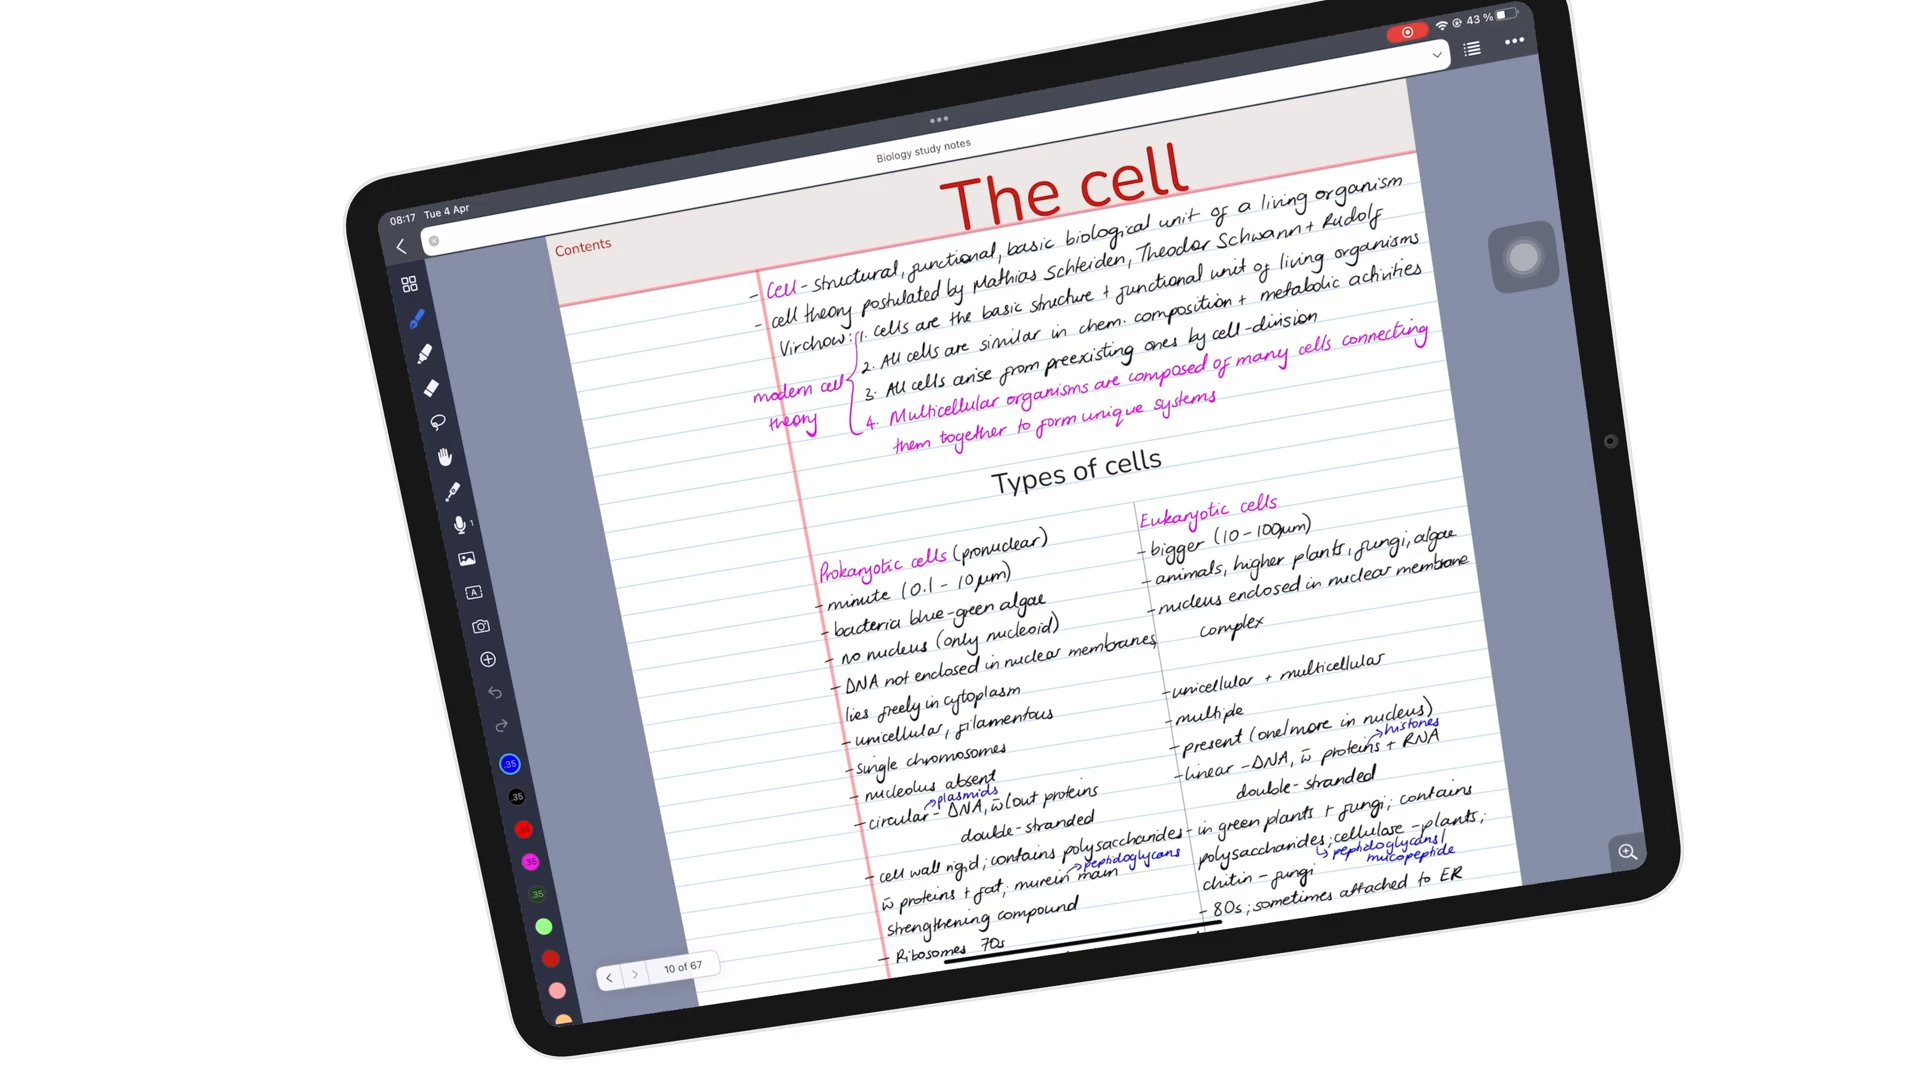 08:17 Tue 4 Apr
43 %
Biology study notes
Contents
The cell
- Cell - structural, functional, basic biological unit of a living organism
- cell theory postulated by Mathias Schleiden, Theodor Schwann + Rudolf
Virchow: 1. cells are the basic structure + functional unit of living organisms
2. All cells are similar in chem. composition + metabolic activities
3. All cells arise from preexisting ones by cell-division
modern cell
theory
4. Multicellular organisms are composed of many cells connecting
them together to form unique systems
Types of cells
Prokaryotic cells (pronuclear)
- minute (0.1 - 10 μm)
- bacteria blue-green algae
- no nucleus (only nucleoid)
- DNA not enclosed in nuclear membranes,
lies freely in cytoplasm
- unicellular, filamentous
- single chromosomes
- nucleolus absent
→ plasmids
- circular - DNA, w̄/out proteins
double-stranded
- cell wall rigid; contains polysaccharides
→ peptidoglycans
w̄ proteins + fat; murein main
strengthening compound
- Ribosomes 70s
Eukaryotic cells
- bigger (10 - 100μm)
- animals, higher plants, fungi, algae
- nucleus enclosed in nuclear membrane
complex
- unicellular + multicellular
- multiple
- present (one/more in nucleus)
→ histones
- linear - DNA, w̄ proteins + RNA
double-stranded
- in green plants + fungi; contains
polysaccharides; cellulose - plants;
↳ peptidoglycans/
mucopeptide
chitin - fungi
- 80s; sometimes attached to ER
1
A
.35
.35
.35
.35
.35
10 of 67